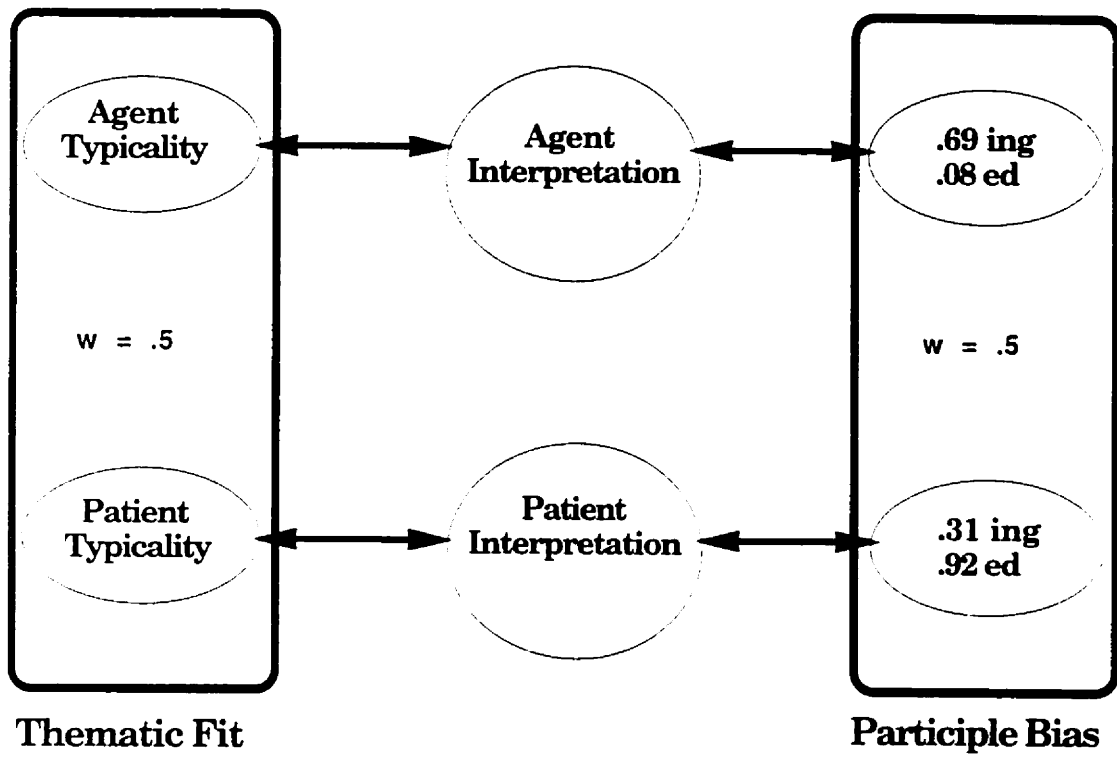 Agent
Typicality
Agent
Interpretation
.69 ing
.08 ed
w = .5
w = .5
Patient
Typicality
Patient
Interpretation
.31 ing
.92 ed
Thematic Fit
Participle Bias